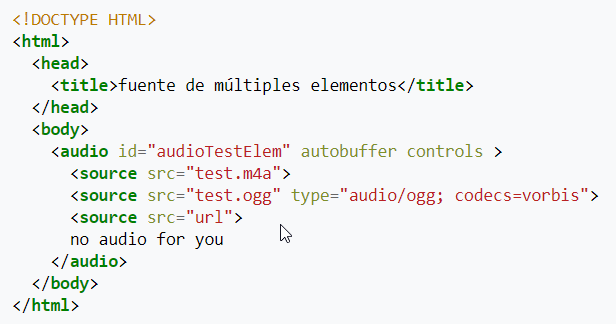 <!DOCTYPE HTML>
<html>
<head>
<title>fuente de múltiples elementos</title>
</head>
<body>
<audio id="audioTestElem" autobuffer controls >
<source src="test.m4a">
<source src="test.ogg" type="audio/ogg; codecs=vorbis">
<source src="url">
no audio for you
</audio>
</body>
</html>